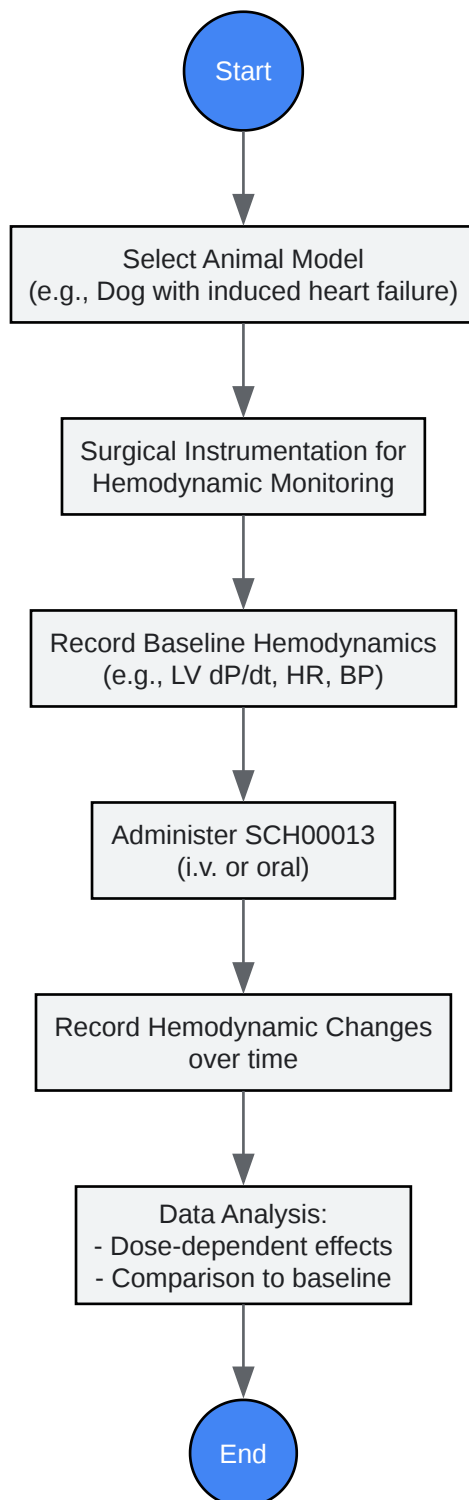 Start
Select Animal Model
(e.g., Dog with induced heart failure)
Surgical Instrumentation for
Hemodynamic Monitoring
Record Baseline Hemodynamics
(e.g., LV dP/dt, HR, BP)
Administer SCH00013
(i.v. or oral)
Record Hemodynamic Changes
over time
Data Analysis:
- Dose-dependent effects
- Comparison to baseline
End